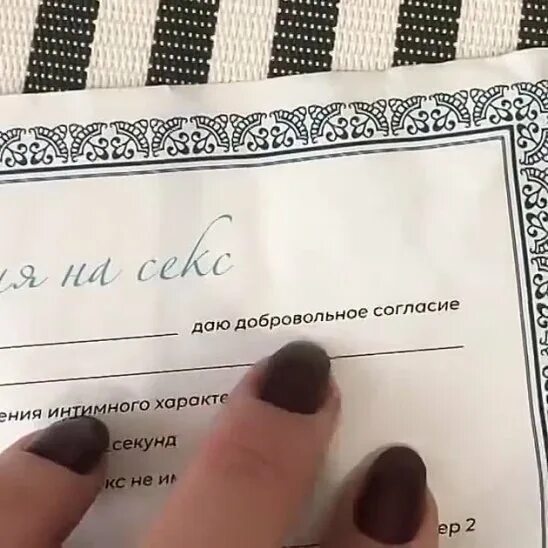 ия на секс
даю добровольное согласие
ения интимного характе
секунд
кс не им
ер 2